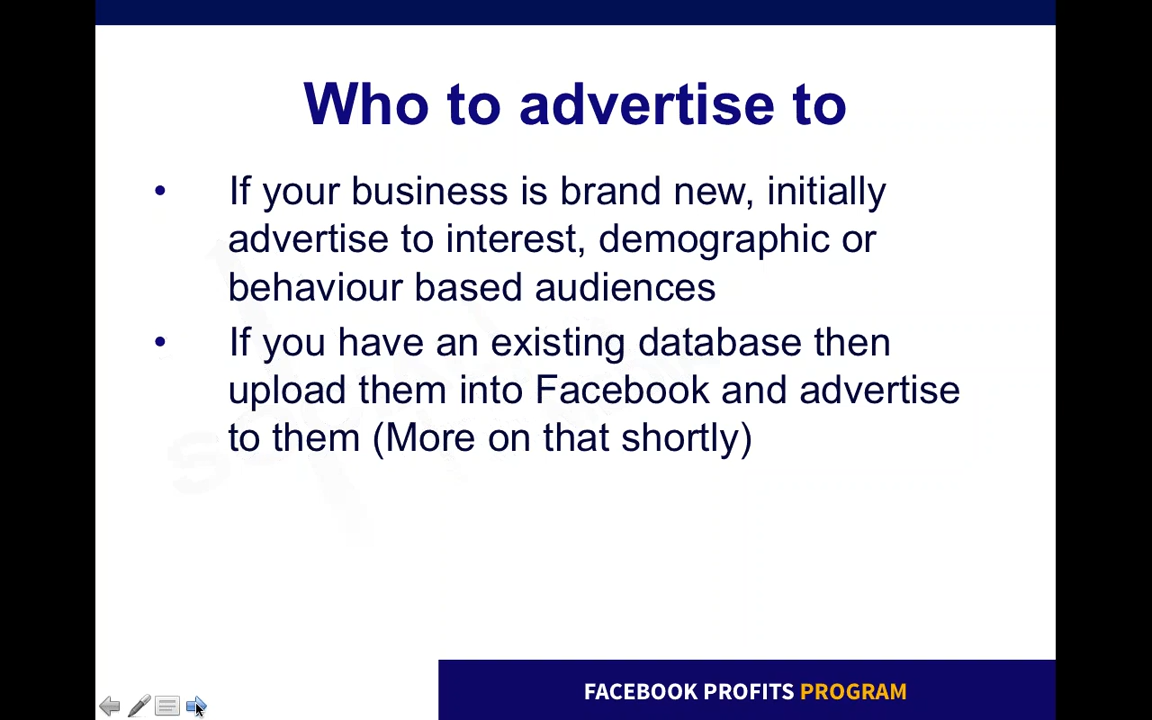 Who to advertise to
• If your business is brand new, initially
advertise to interest, demographic or
behaviour based audiences
• If you have an existing database then
upload them into Facebook and advertise
to them (More on that shortly)
FACEBOOK PROFITS PROGRAM